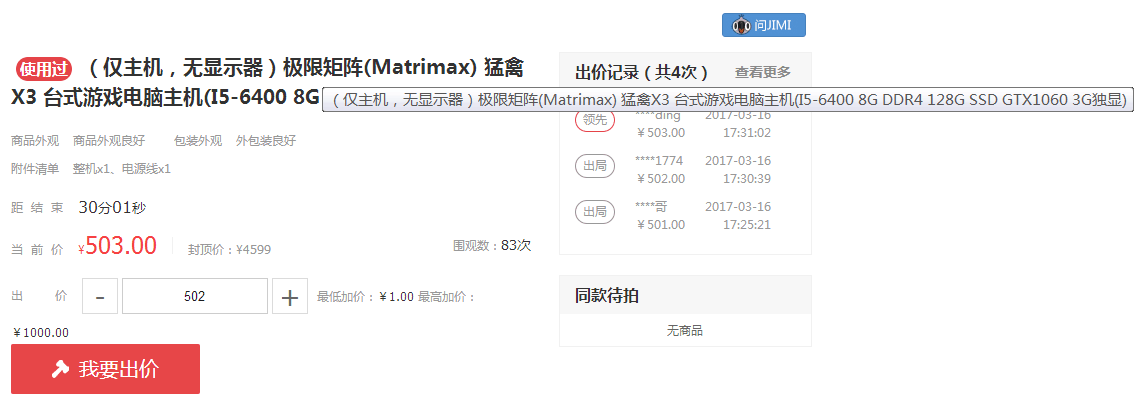 问JIMI
使用过 （仅主机，无显示器）极限矩阵(Matrimax) 猛禽
X3 台式游戏电脑主机(I5-6400 8G
（仅主机，无显示器）极限矩阵(Matrimax) 猛禽X3 台式游戏电脑主机(I5-6400 8G DDR4 128G SSD GTX1060 3G独显)
商品外观 商品外观良好 包装外观 外包装良好
附件清单 整机x1、电源线x1
距结束 30分01秒
当前价 ¥503.00 封顶价：¥4599 围观数：83次
出价 - 502 + 最低加价：￥1.00 最高加价：
￥1000.00
我要出价
出价记录（共4次） 查看更多
领先 ****ding 2017-03-16
￥503.00 17:31:02
出局 ****1774 2017-03-16
￥502.00 17:30:39
出局 ****哥 2017-03-16
￥501.00 17:25:21
同款待拍
无商品